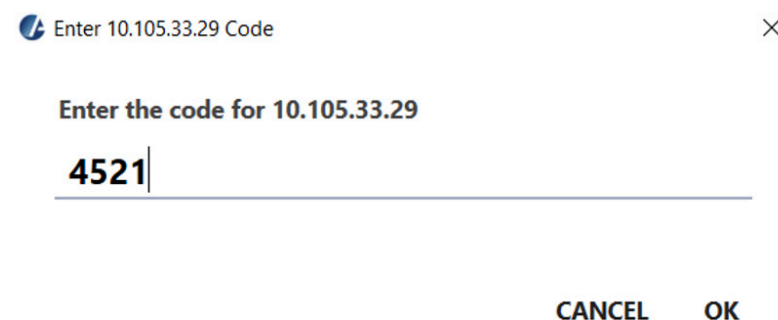 Enter 10.105.33.29 Code
Enter the code for 10.105.33.29
4521
CANCEL OK